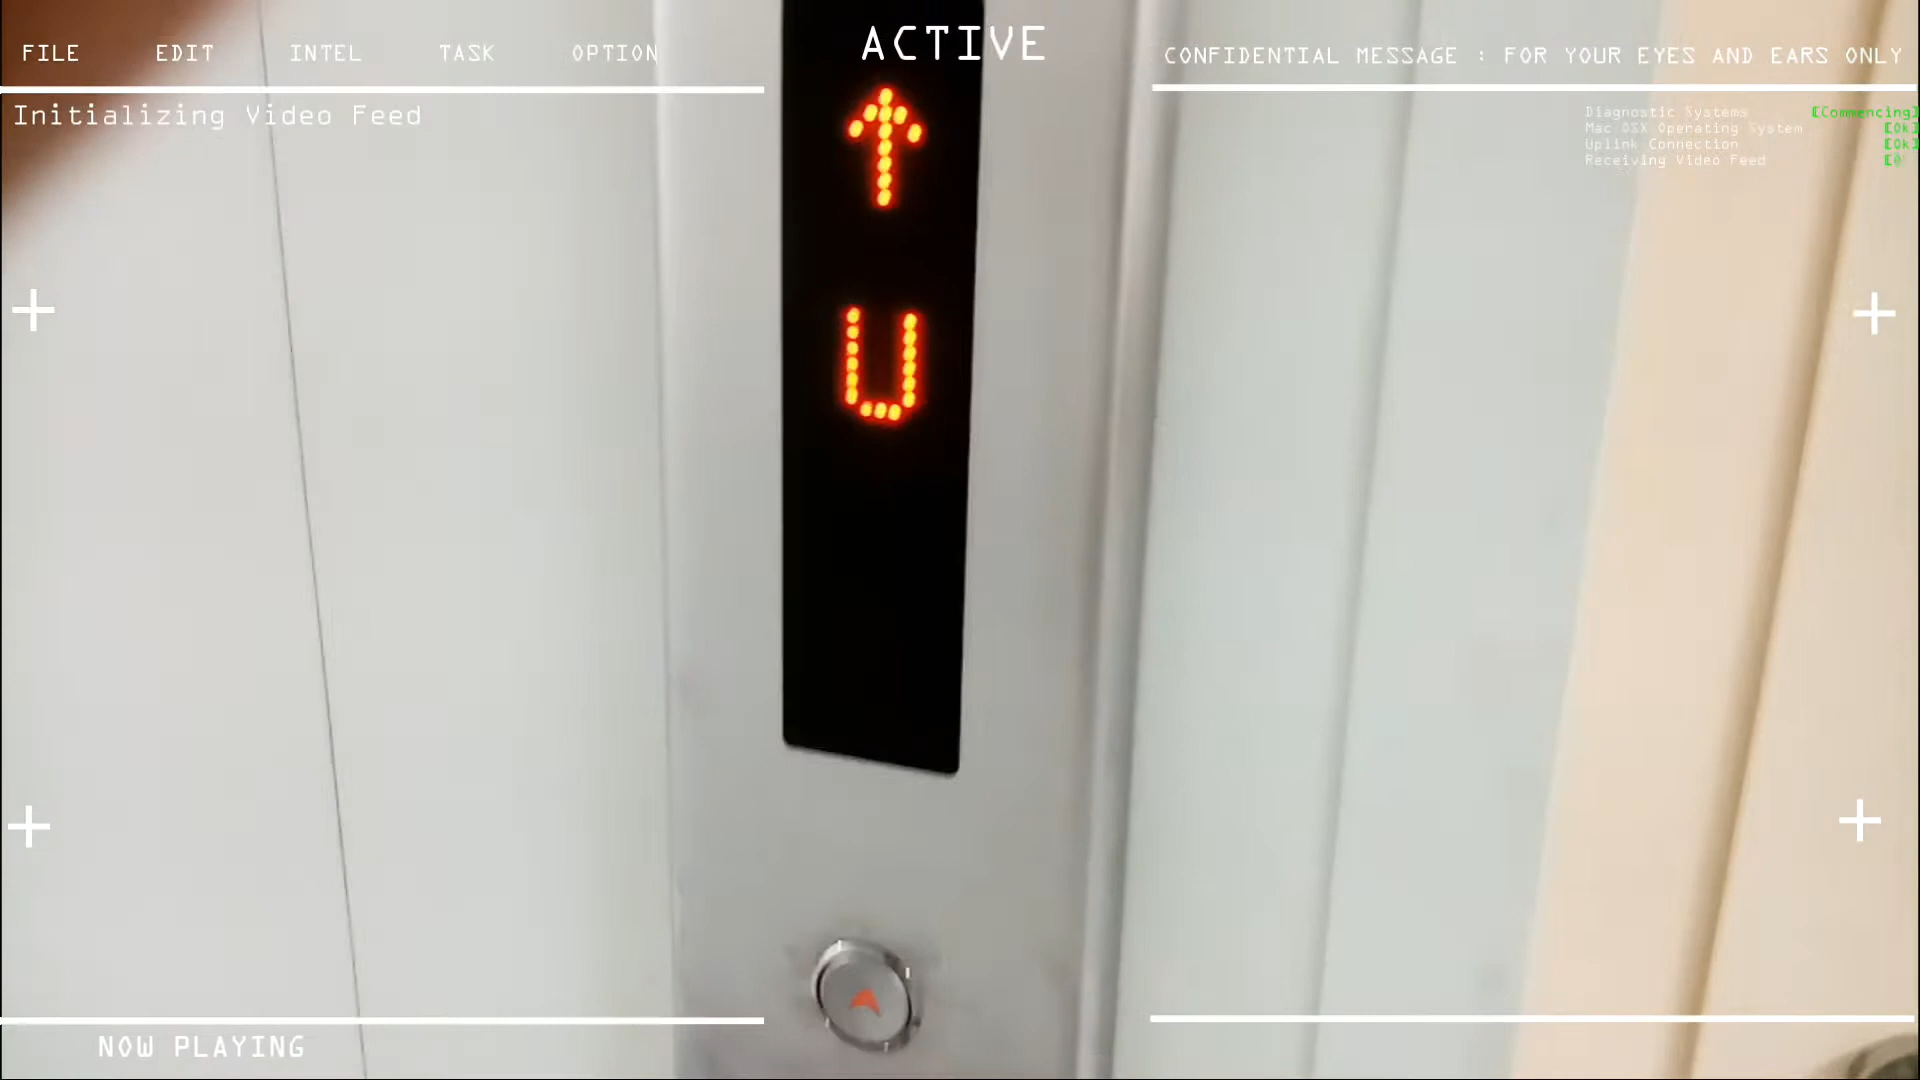 FILE EDIT INTEL TASK OPTION
ACTIVE
CONFIDENTIAL MESSAGE : FOR YOUR EYES AND EARS ONLY
Initializing Video Feed
Diagnostic Systems [Commencing]
Mac OSX Operating System [Ok]
Uplink Connection [Ok]
Receiving Video Feed
U
NOW PLAYING